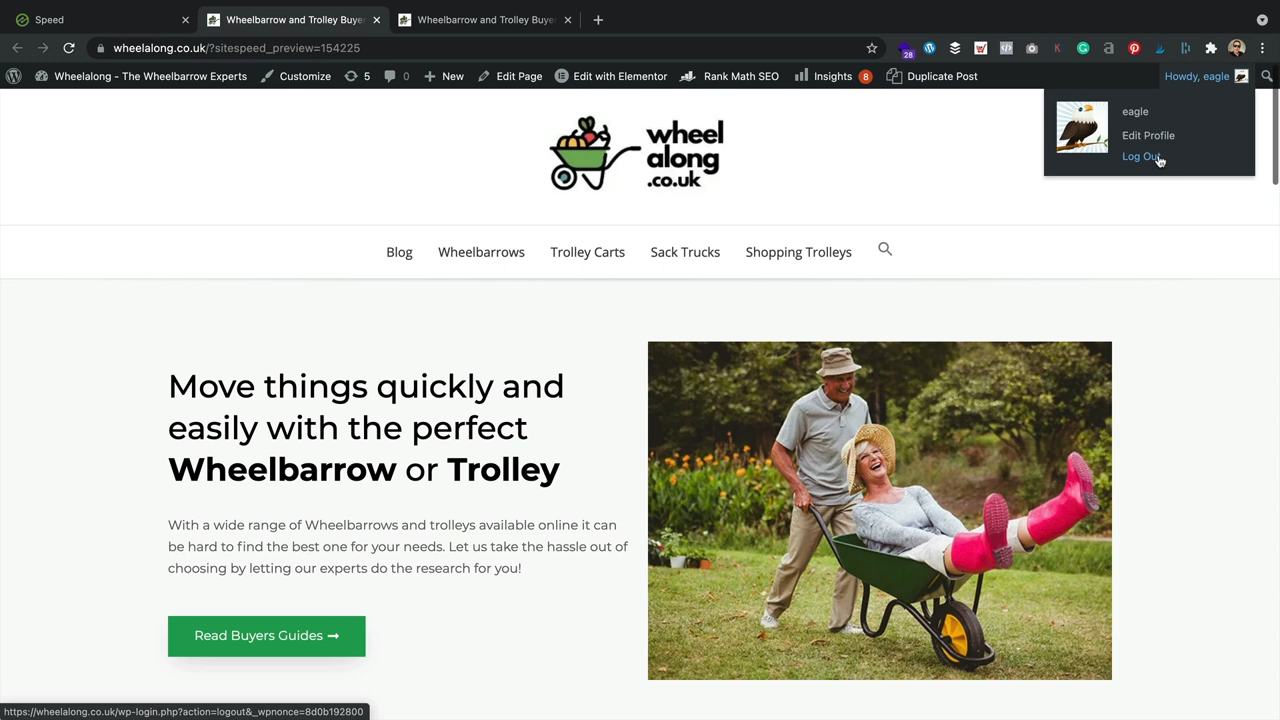 Speed
Wheelbarrow and Trolley Buye
Wheelbarrow and Trolley Buye
wheelalong.co.uk/?sitespeed_preview=154225
28
Wheelalong - The Wheelbarrow Experts
Customize
5
0
New
Edit Page
Edit with Elementor
Rank Math SEO
Insights
8
Duplicate Post
Howdy, eagle
eagle
Edit Profile
Log Out
wheel
along
.co.uk
Blog
Wheelbarrows
Trolley Carts
Sack Trucks
Shopping Trolleys
Move things quickly and
easily with the perfect
Wheelbarrow or Trolley
With a wide range of Wheelbarrows and trolleys available online it can
be hard to find the best one for your needs. Let us take the hassle out of
choosing by letting our experts do the research for you!
Read Buyers Guides ➞
https://wheelalong.co.uk/wp-login.php?action=logout&_wpnonce=8d0b192800